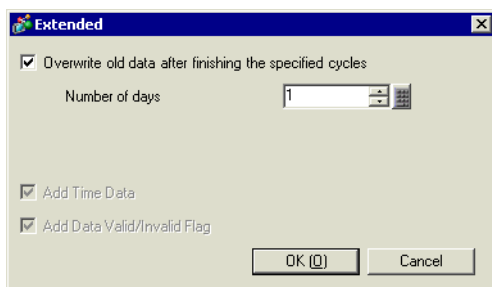 Extended
Overwrite old data after finishing the specified cycles
Number of days 1
Add Time Data
Add Data Valid/Invalid Flag
OK (O) Cancel